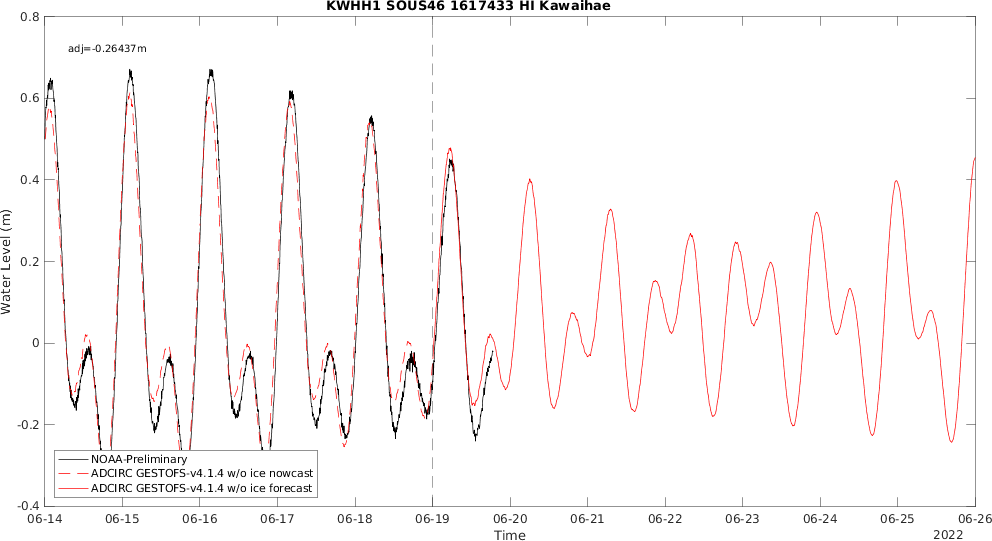 KWHH1 SOUS46 1617433 HI Kawaihae
adj=-0.26437m
0.8
0.6
0.4
0.2
0
-0.2
-0.4
Water Level (m)
NOAA-Preliminary
ADCIRC GESTOFS-v4.1.4 w/o ice nowcast
ADCIRC GESTOFS-v4.1.4 w/o ice forecast
06-14 06-15 06-16 06-17 06-18 06-19 06-20 06-21 06-22 06-23 06-24 06-25 06-26
Time
2022